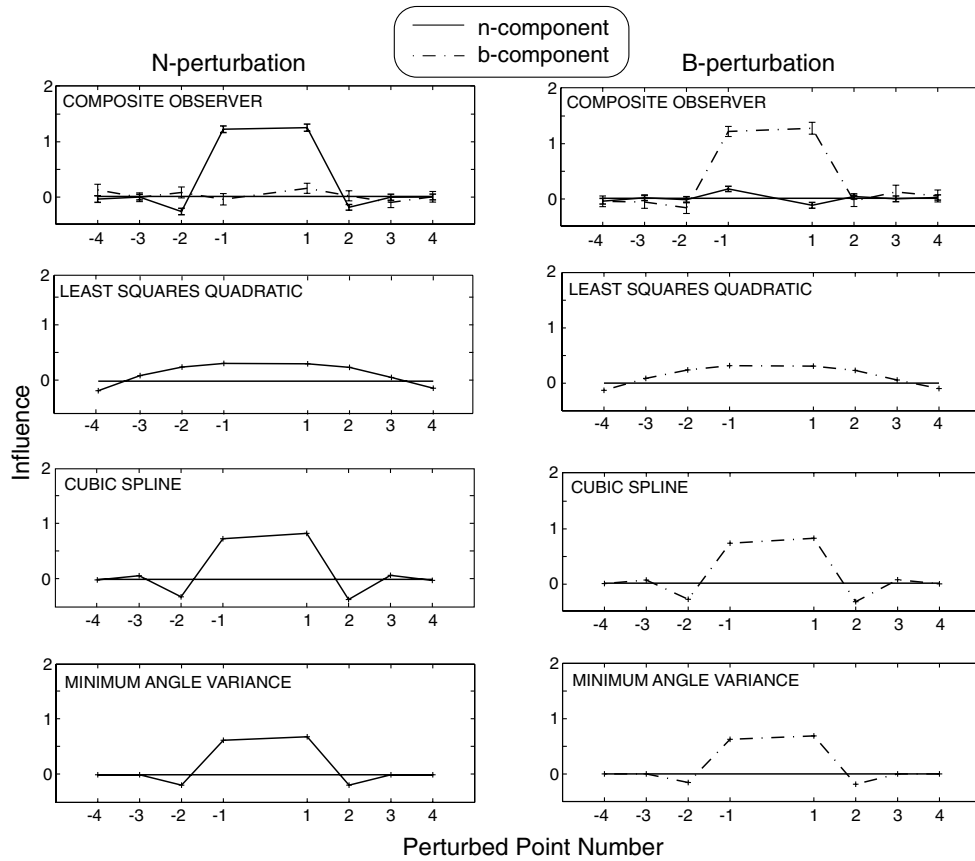 n-component
b-component
N-perturbation
B-perturbation
COMPOSITE OBSERVER
2
1
0
-4 -3 -2 -1 1 2 3 4
COMPOSITE OBSERVER
2
1
0
-4 -3 -2 -1 1 2 3 4
LEAST SQUARES QUADRATIC
2
1
0
-4 -3 -2 -1 1 2 3 4
LEAST SQUARES QUADRATIC
2
1
0
-4 -3 -2 -1 1 2 3 4
Influence
CUBIC SPLINE
2
1
0
-4 -3 -2 -1 1 2 3 4
CUBIC SPLINE
2
1
0
-4 -3 -2 -1 1 2 3 4
MINIMUM ANGLE VARIANCE
2
1
0
-4 -3 -2 -1 1 2 3 4
MINIMUM ANGLE VARIANCE
2
1
0
-4 -3 -2 -1 1 2 3 4
Perturbed Point Number